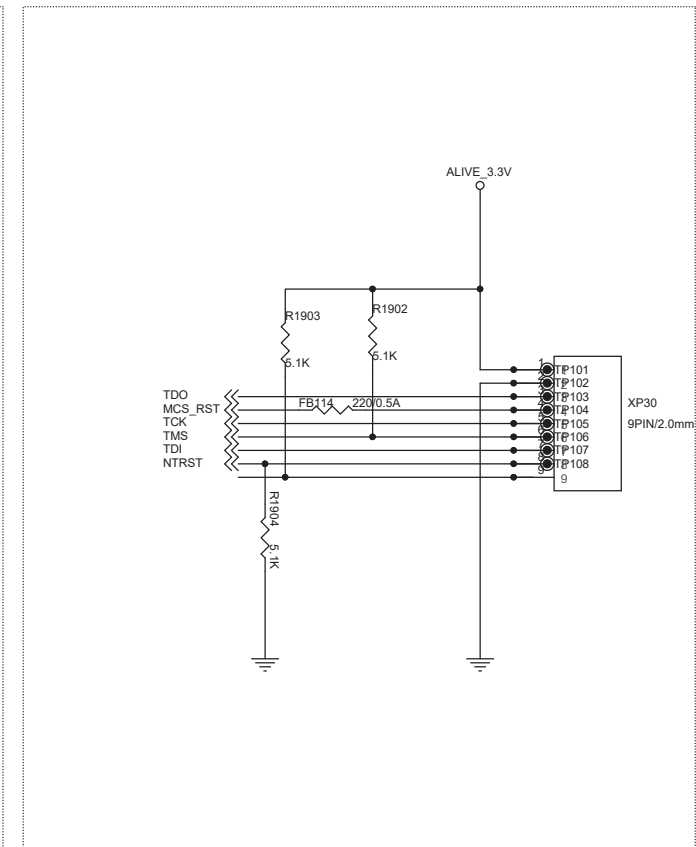 ALIVE_3.3V
R1903
R1902
5.1K
5.1K
TDO
MCS_RST
TCK
TMS
TDI
NTRST
FB114 220/0.5A
R1904
5.1K
1 TP101
TP102
TP103
TP104
TP105
TP106
TP107
TP108
9 9
XP30
9PIN/2.0mm